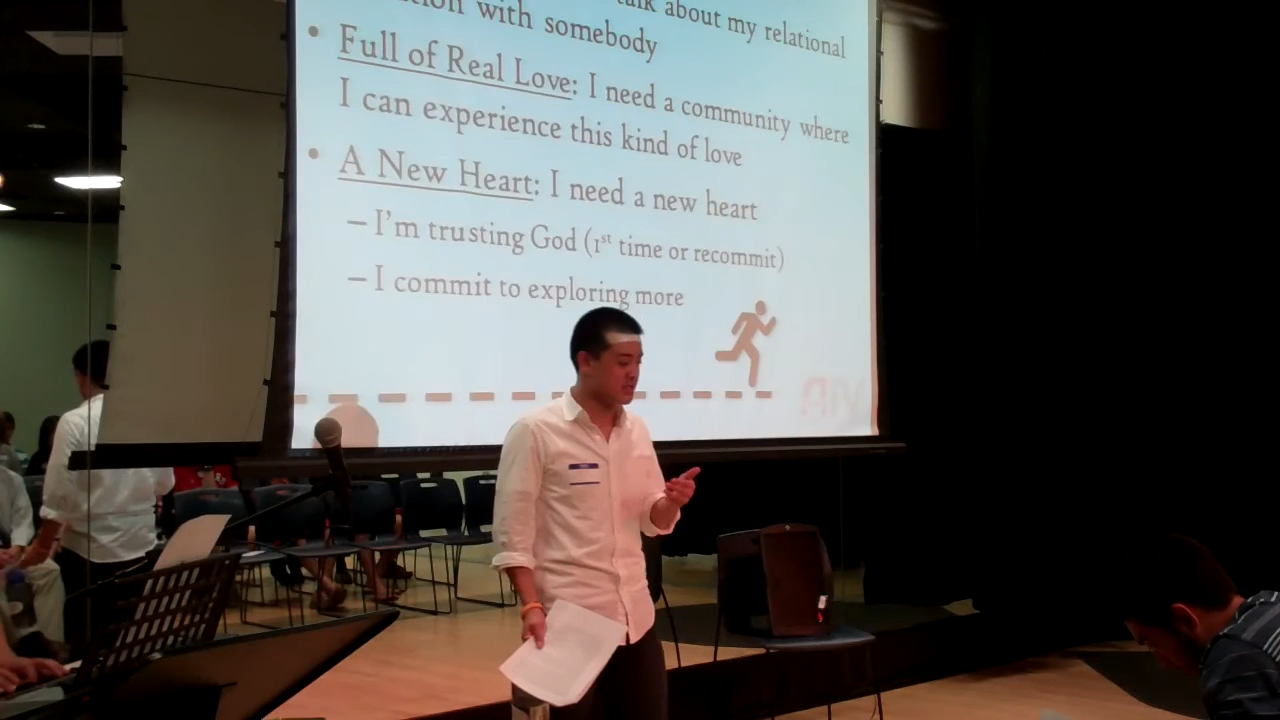 talk about my relational
with somebody
• Full of Real Love: I need a community where
I can experience this kind of love
• A New Heart: I need a new heart
– I'm trusting God (1st time or recommit)
– I commit to exploring more
AIV